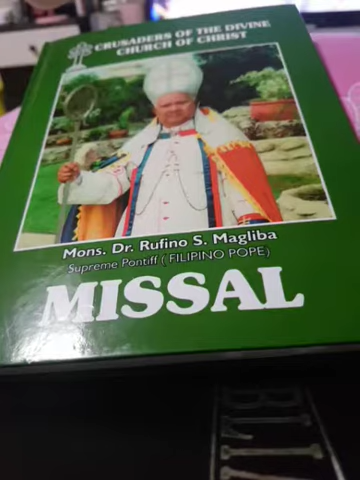 CRUSADERS OF THE DIVINE
CHURCH OF CHRIST
Mons. Dr. Rufino S. Magliba
Supreme Pontiff ( FILIPINO POPE )
MISSAL